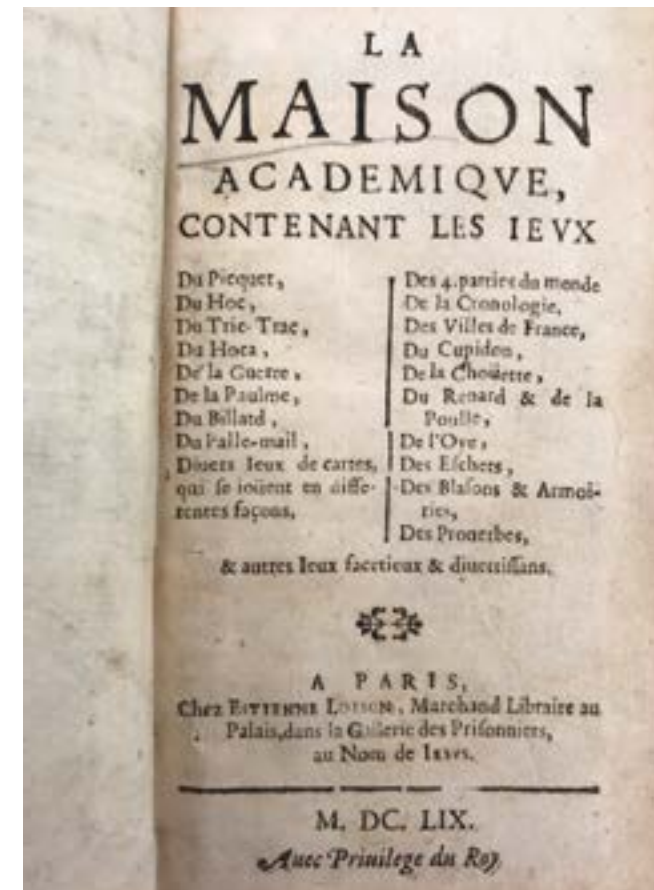 LA
MAISON
ACADEMIQVE,
CONTENANT LES IEVX
Du Picquet,
Du Hoc,
Du Tric-Trac,
Du Hoca,
De la Guerre,
De la Paulme,
Du Billard,
Du Palle-mail,
Diuers Ieux de cartes,
qui se ioüent en diffe-
rentes façons.
Des 4. parties du monde
De la Cronologie,
Des Villes de France,
Du Cupidon,
De la Choüette,
Du Renard & de la
Poulle,
De l'Oye,
Des Eschets,
Des Blasons & Armoi-
ries,
Des Prouerbes,
& autres Ieux facetieux & diuertissans.
A PARIS,
Chez ESTIENNE LOISON, Marchand Libraire au
Palais, dans la Gallerie des Prisonniers,
au Nom de IESVS.
M. DC. LIX.
Auec Priuilege du Roy.